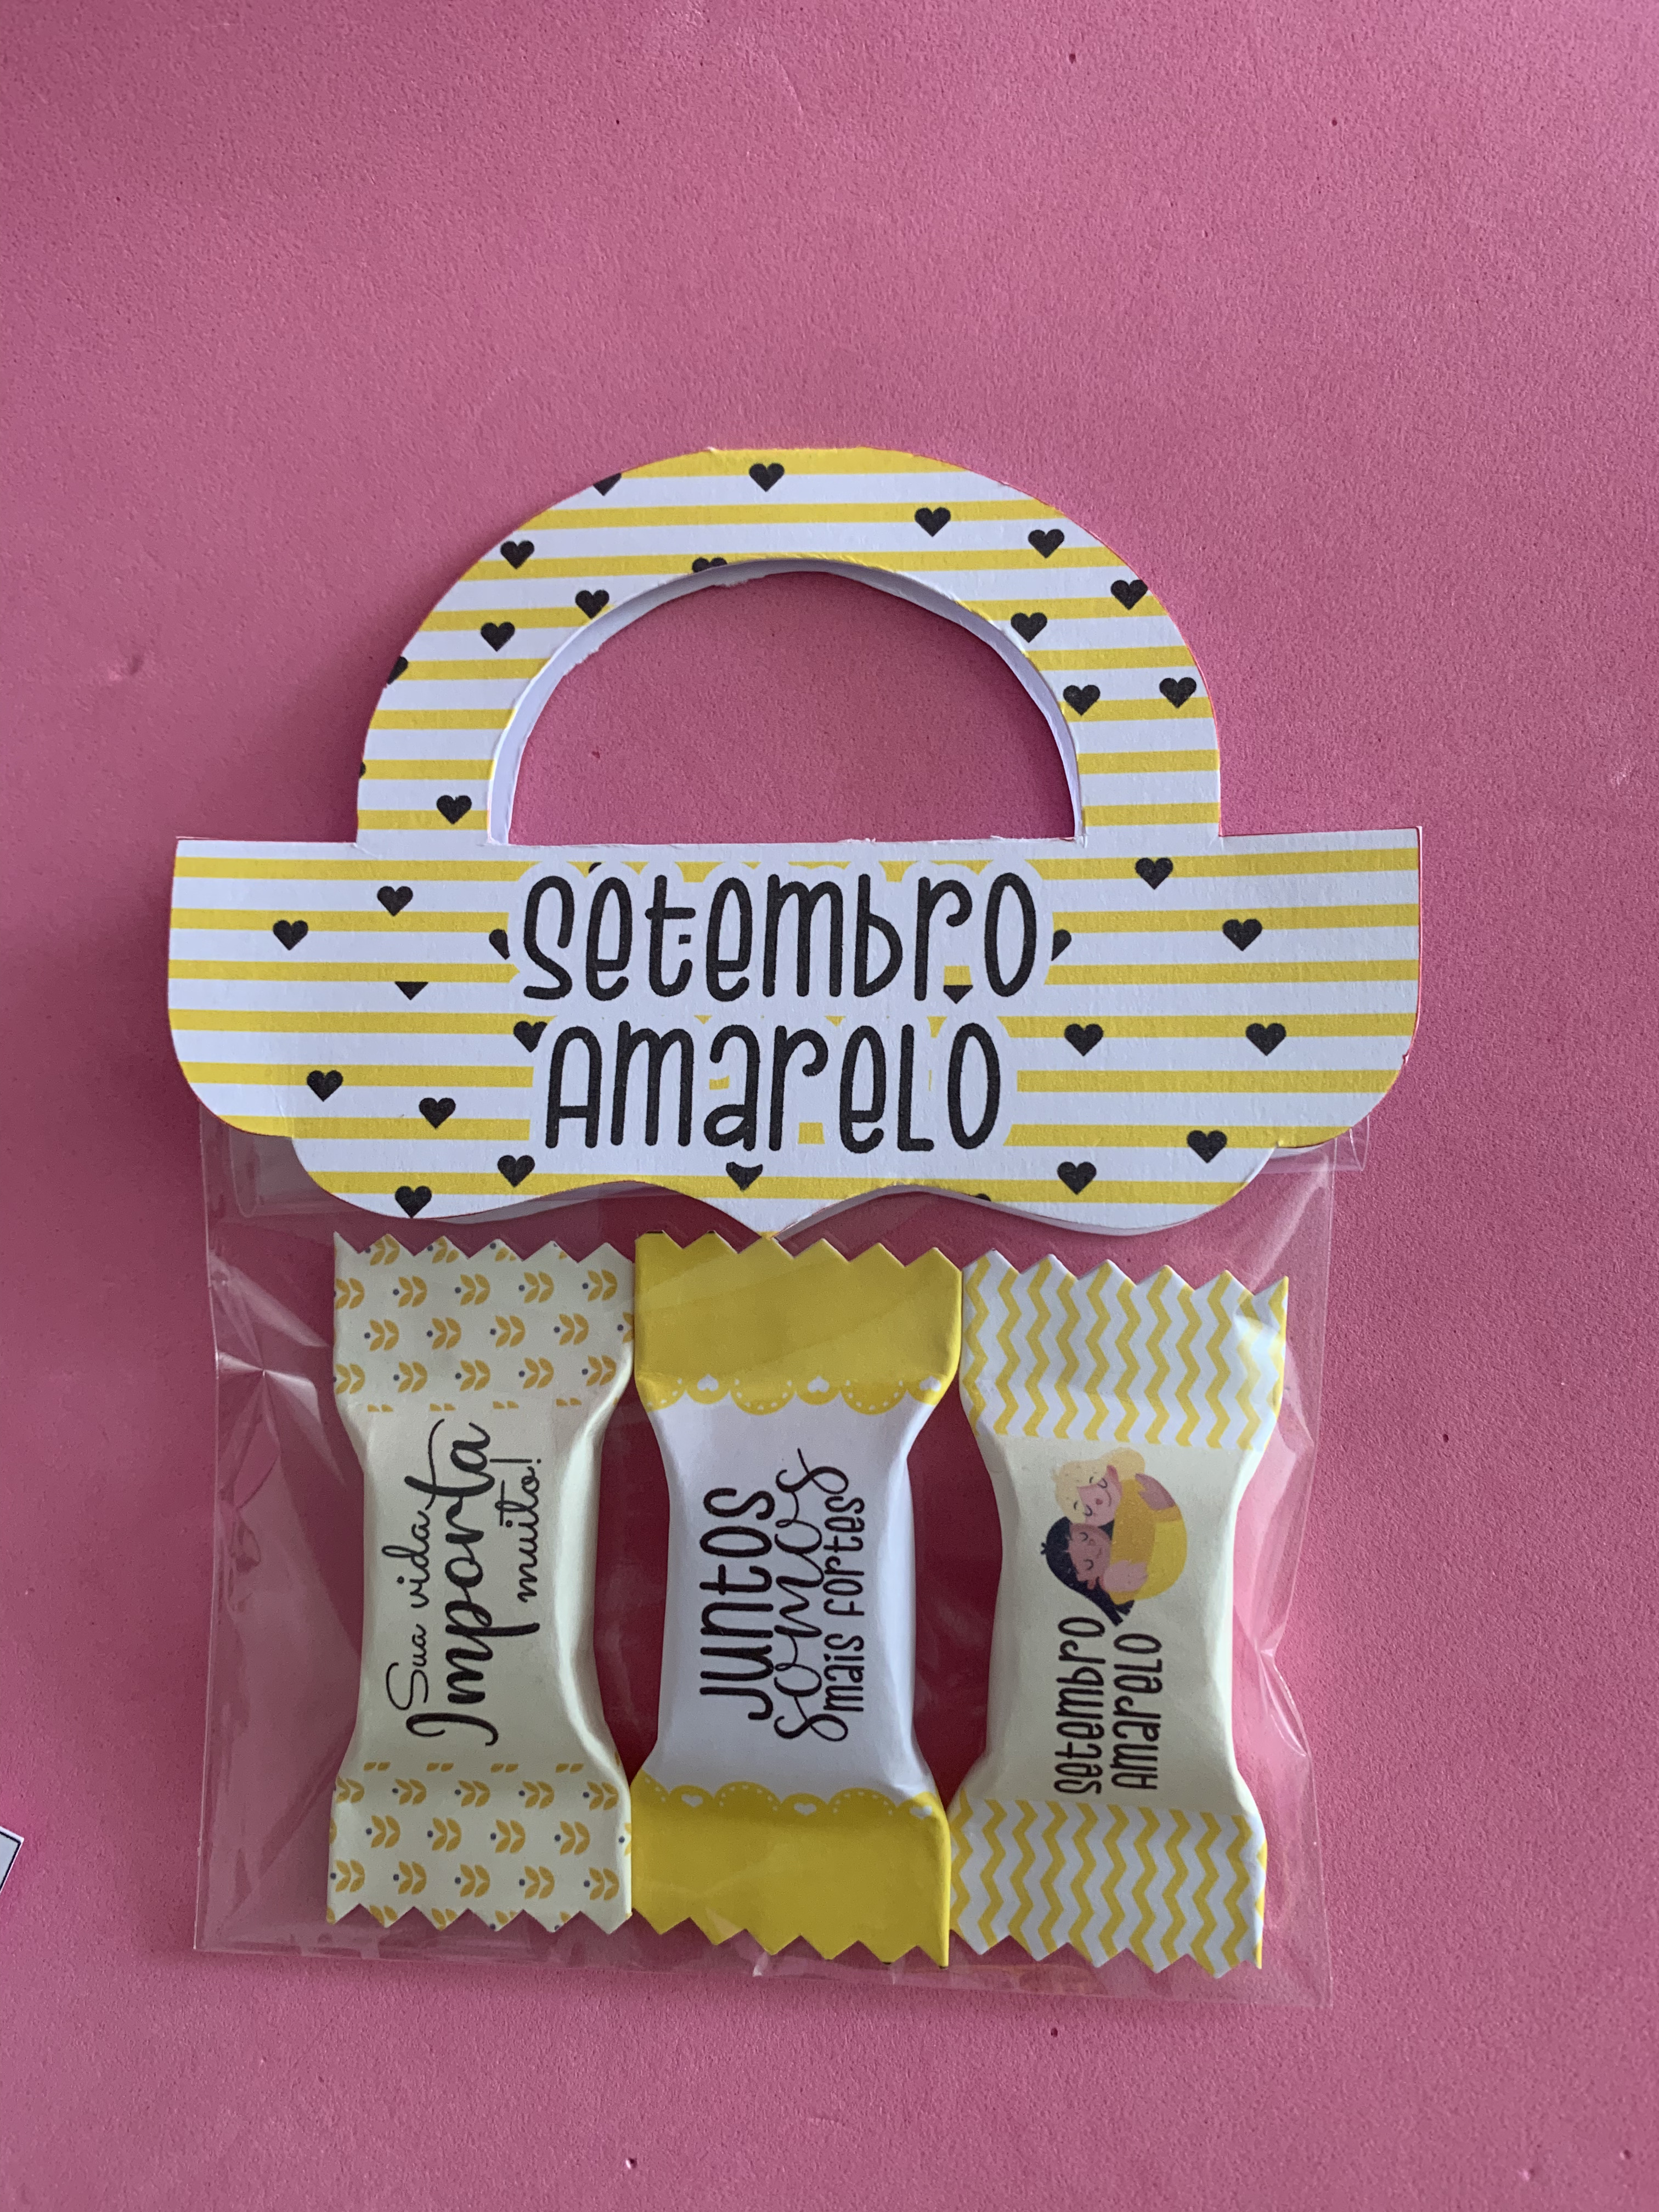 setembro
Amarelo
Sua vida
Importa
muito!
Juntos
somos
mais fortes
setembro
Amarelo